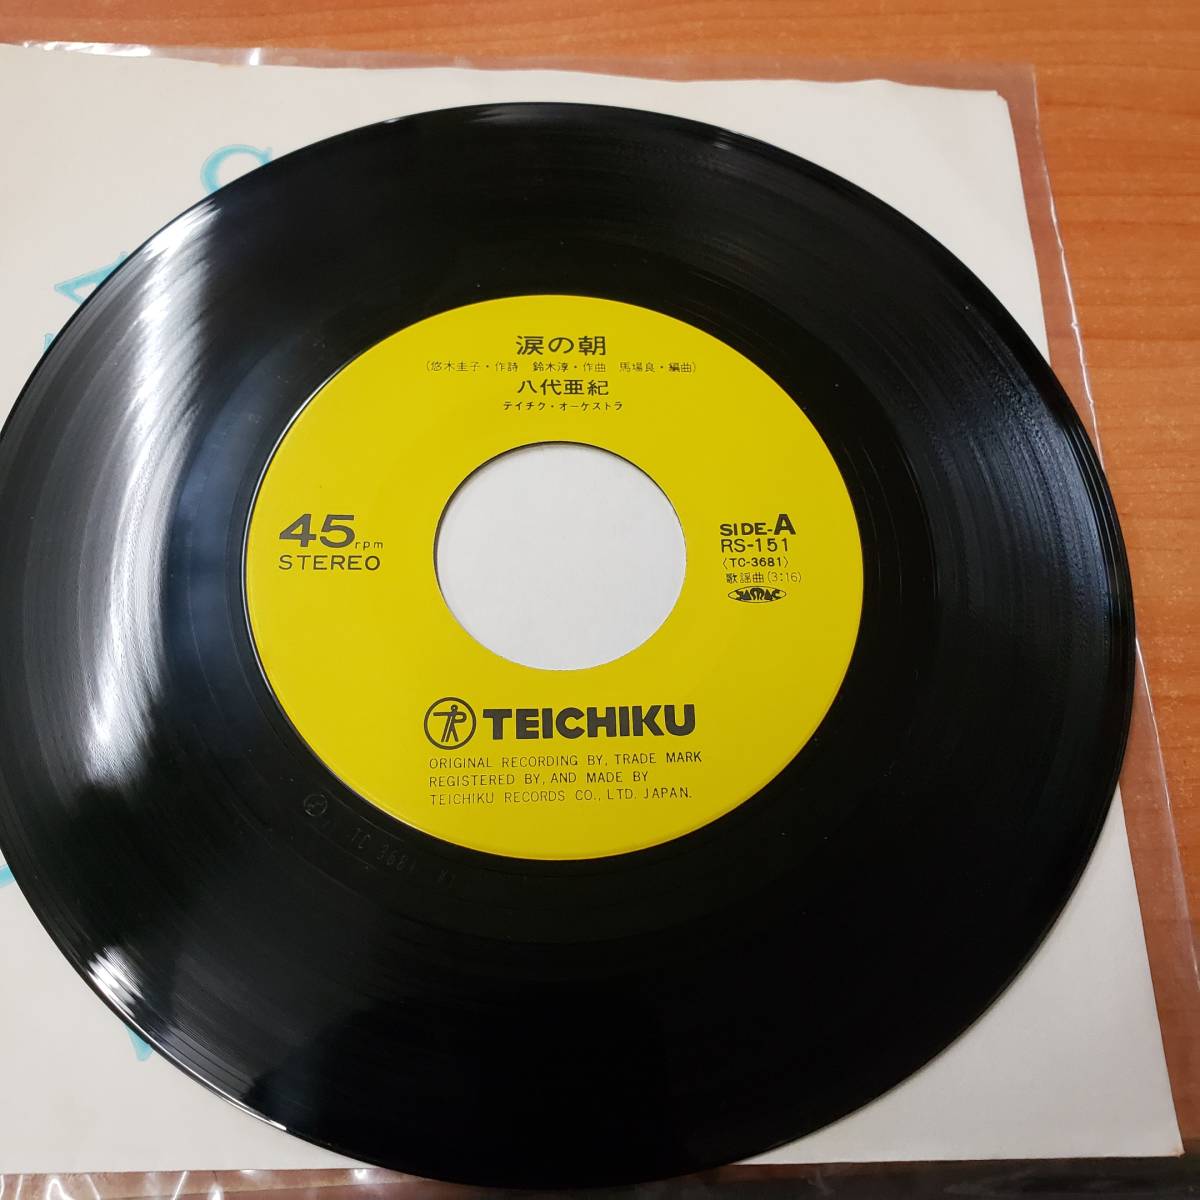 涙の朝
(悠木圭子・作詩 鈴木淳・作曲 馬場良・編曲)
八代亜紀
テイチク・オーケストラ
45rpm
STEREO
SIDE-A
RS-151
〈TC-3681〉
歌謡曲(3:16)
JASRAC
TEICHIKU
ORIGINAL RECORDING BY, TRADE MARK
REGISTERED BY, AND MADE BY
TEICHIKU RECORDS CO., LTD. JAPAN.
TC 3681